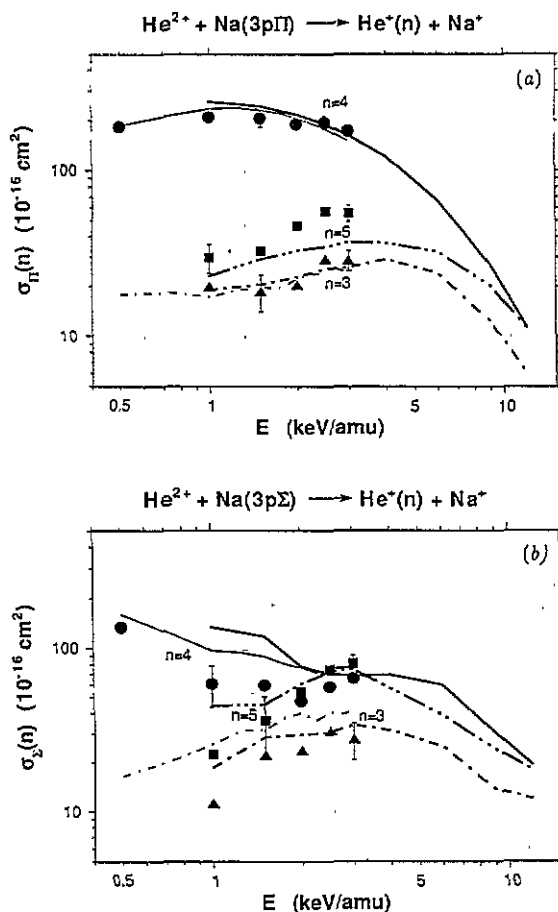 He²⁺ + Na(3pΠ) ⟶ He⁺(n) + Na⁺
(a)
n=4
100
n=5
n=3
10
σ_Π(n) (10⁻¹⁶ cm²)
0.5 1 5 10
E (keV/amu)
He²⁺ + Na(3pΣ) ⟶ He⁺(n) + Na⁺
(b)
100
n=4
n=5
n=3
10
σ_Σ(n) (10⁻¹⁶ cm²)
0.5 1 5 10
E (keV/amu)